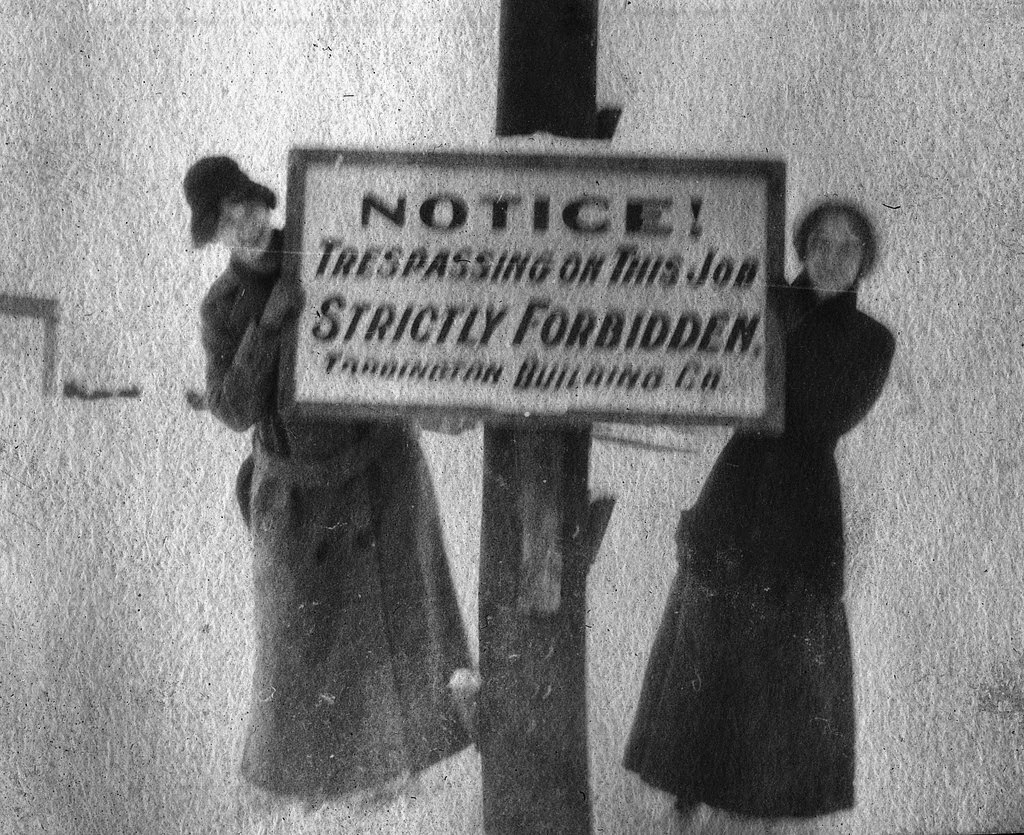 NOTICE!
TRESPASSING ON THIS JOB
STRICTLY FORBIDDEN.
BUILDING CO.